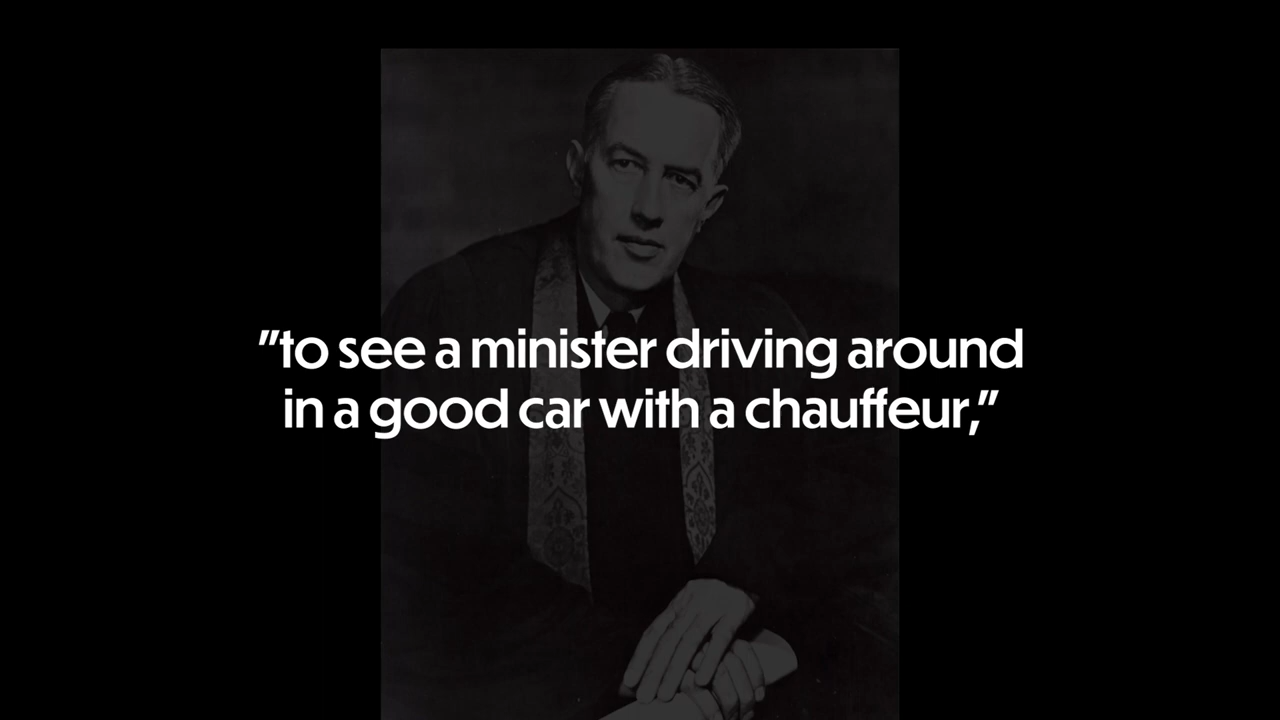 ”to see a minister driving around
in a good car with a chauffeur,”